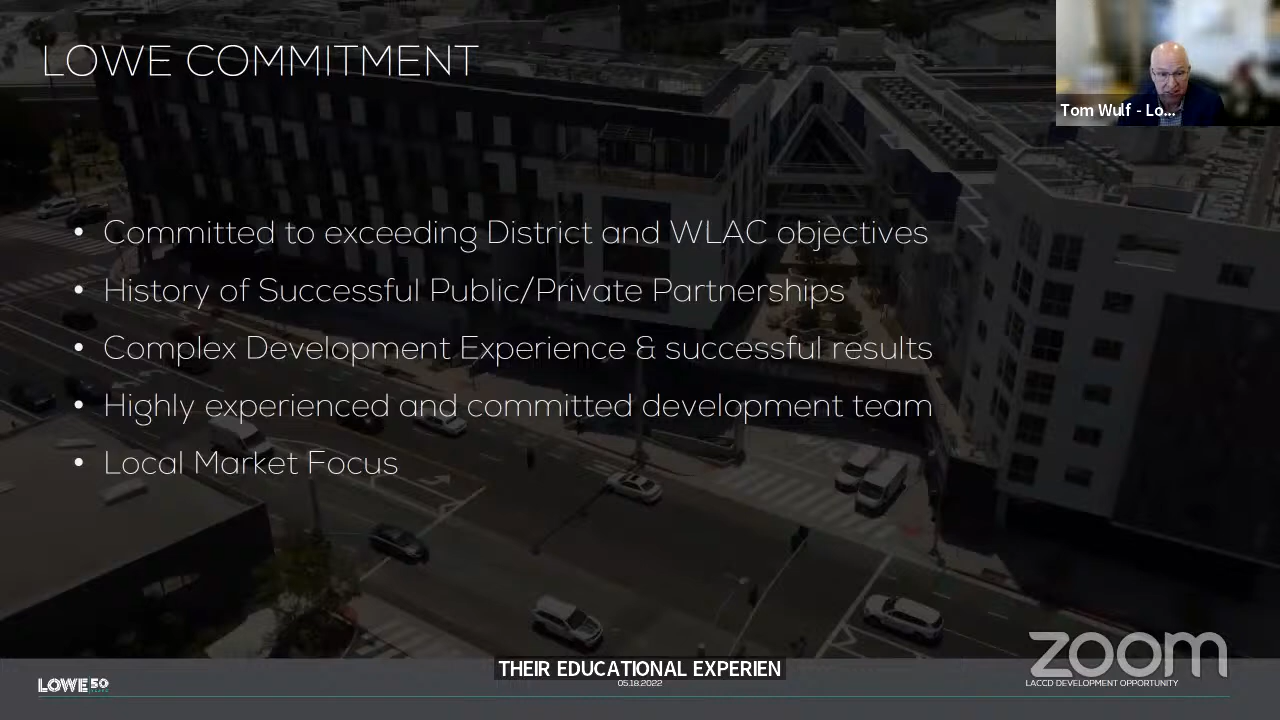 LOWE COMMITMENT
Tom Wulf - Lo...
• Committed to exceeding District and WLAC objectives
• History of Successful Public/Private Partnerships
• Complex Development Experience & successful results
• Highly experienced and committed development team
• Local Market Focus
zoom
THEIR EDUCATIONAL EXPERIEN
LOWE 50
YEARS
05.18.2022
LACCD DEVELOPMENT OPPORTUNITY